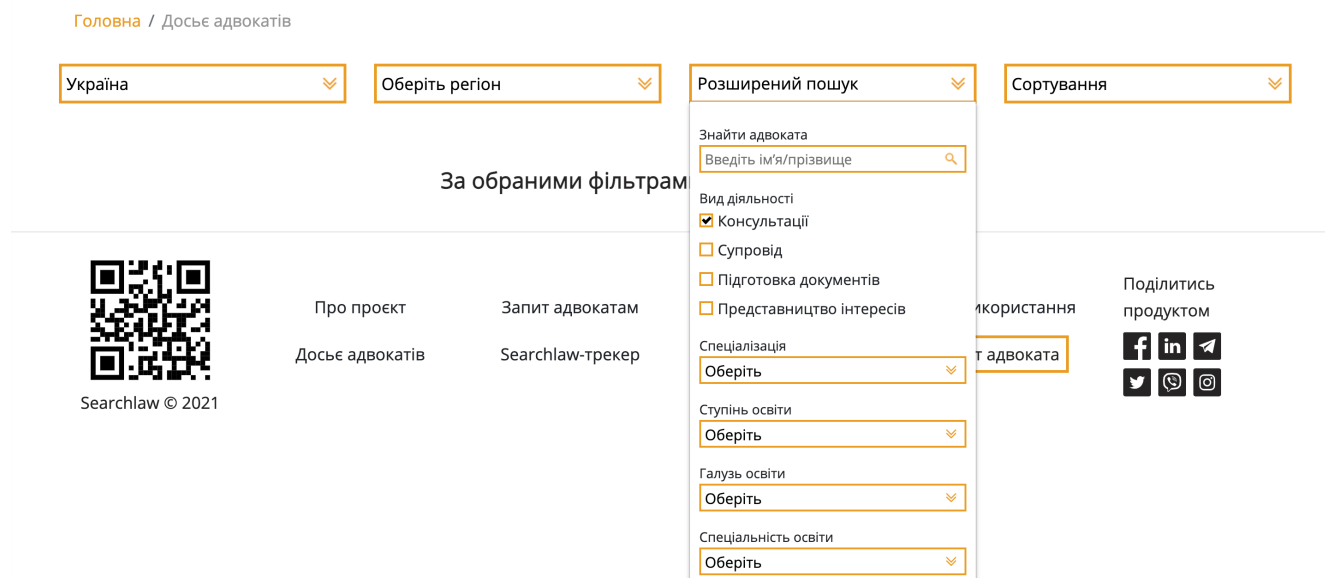 Головна / Досьє адвокатів
Україна
Оберіть регіон
Розширений пошук
Сортування
Знайти адвоката
Введіть ім’я/прізвище
Вид діяльності
Консультації
Супровід
Підготовка документів
Представництво інтересів
Спеціалізація
Оберіть
Ступінь освіти
Оберіть
Галузь освіти
Оберіть
Спеціальність освіти
Оберіть
За обраними
Searchlaw © 2021
Про проєкт
Досьє адвокатів
Запит адвокатам
Searchlaw-трекер
адвоката
Поділитись
продуктом